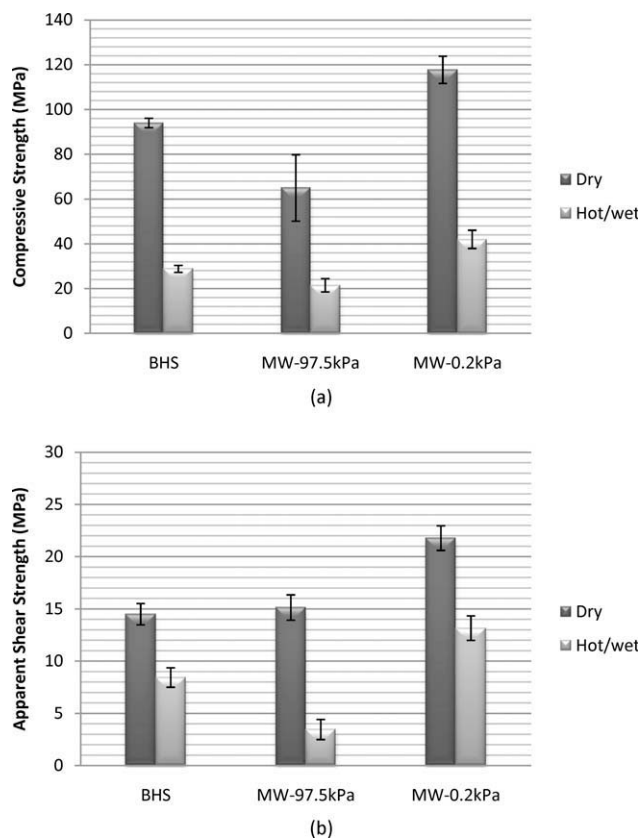 140
120
100
80
60
40
20
0
Compressive Strength (MPa)
Dry
Hot/wet
BHS MW-97.5kPa MW-0.2kPa
(a)
30
25
20
15
10
5
0
Apparent Shear Strength (MPa)
Dry
Hot/wet
BHS MW-97.5kPa MW-0.2kPa
(b)